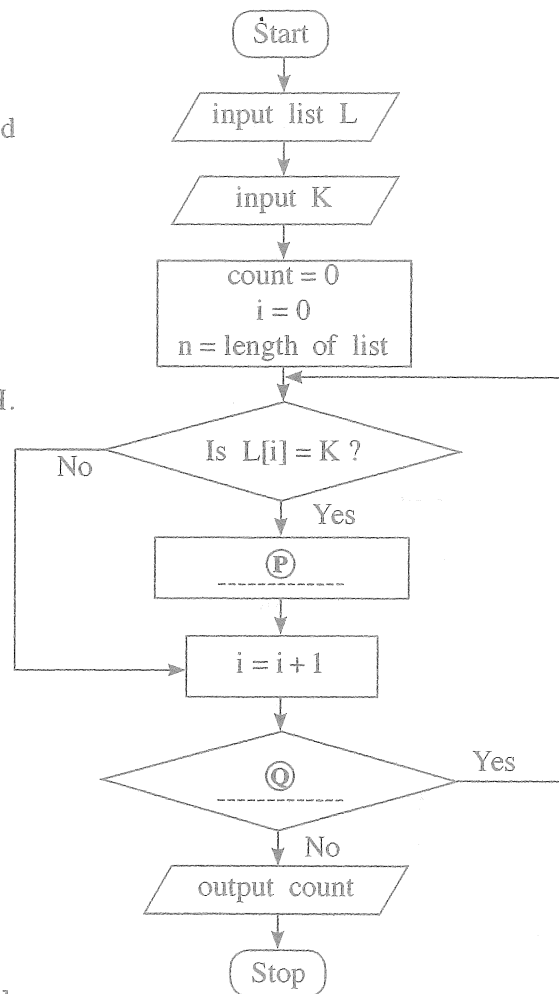 Start
d
input list L
input K
count = 0
i = 0
n = length of list
Is L[i] = K ?
No
Yes
P
i = i + 1
Q
Yes
No
output count
Stop